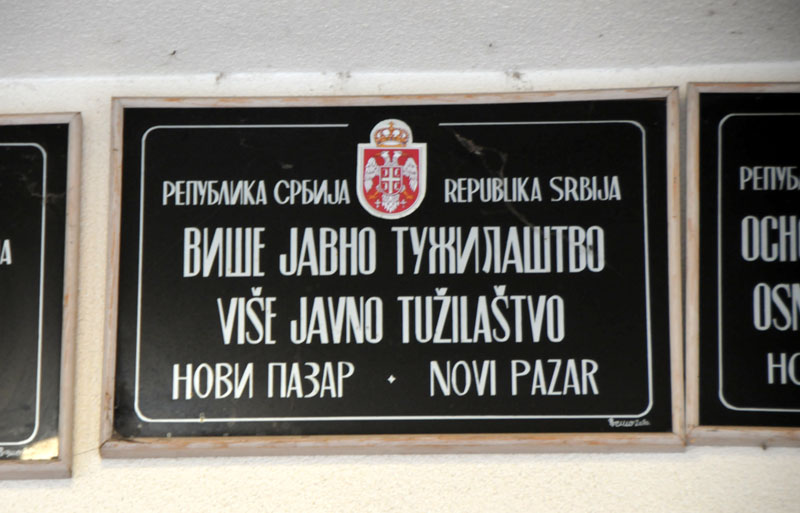 РЕПУБЛИКА СРБИЈА REPUBLIKA SRBIJA
ВИШЕ ЈАВНО ТУЖИЛАШТВО
VIŠE JAVNO TUŽILAŠTVO
НОВИ ПАЗАР • NOVI PAZAR